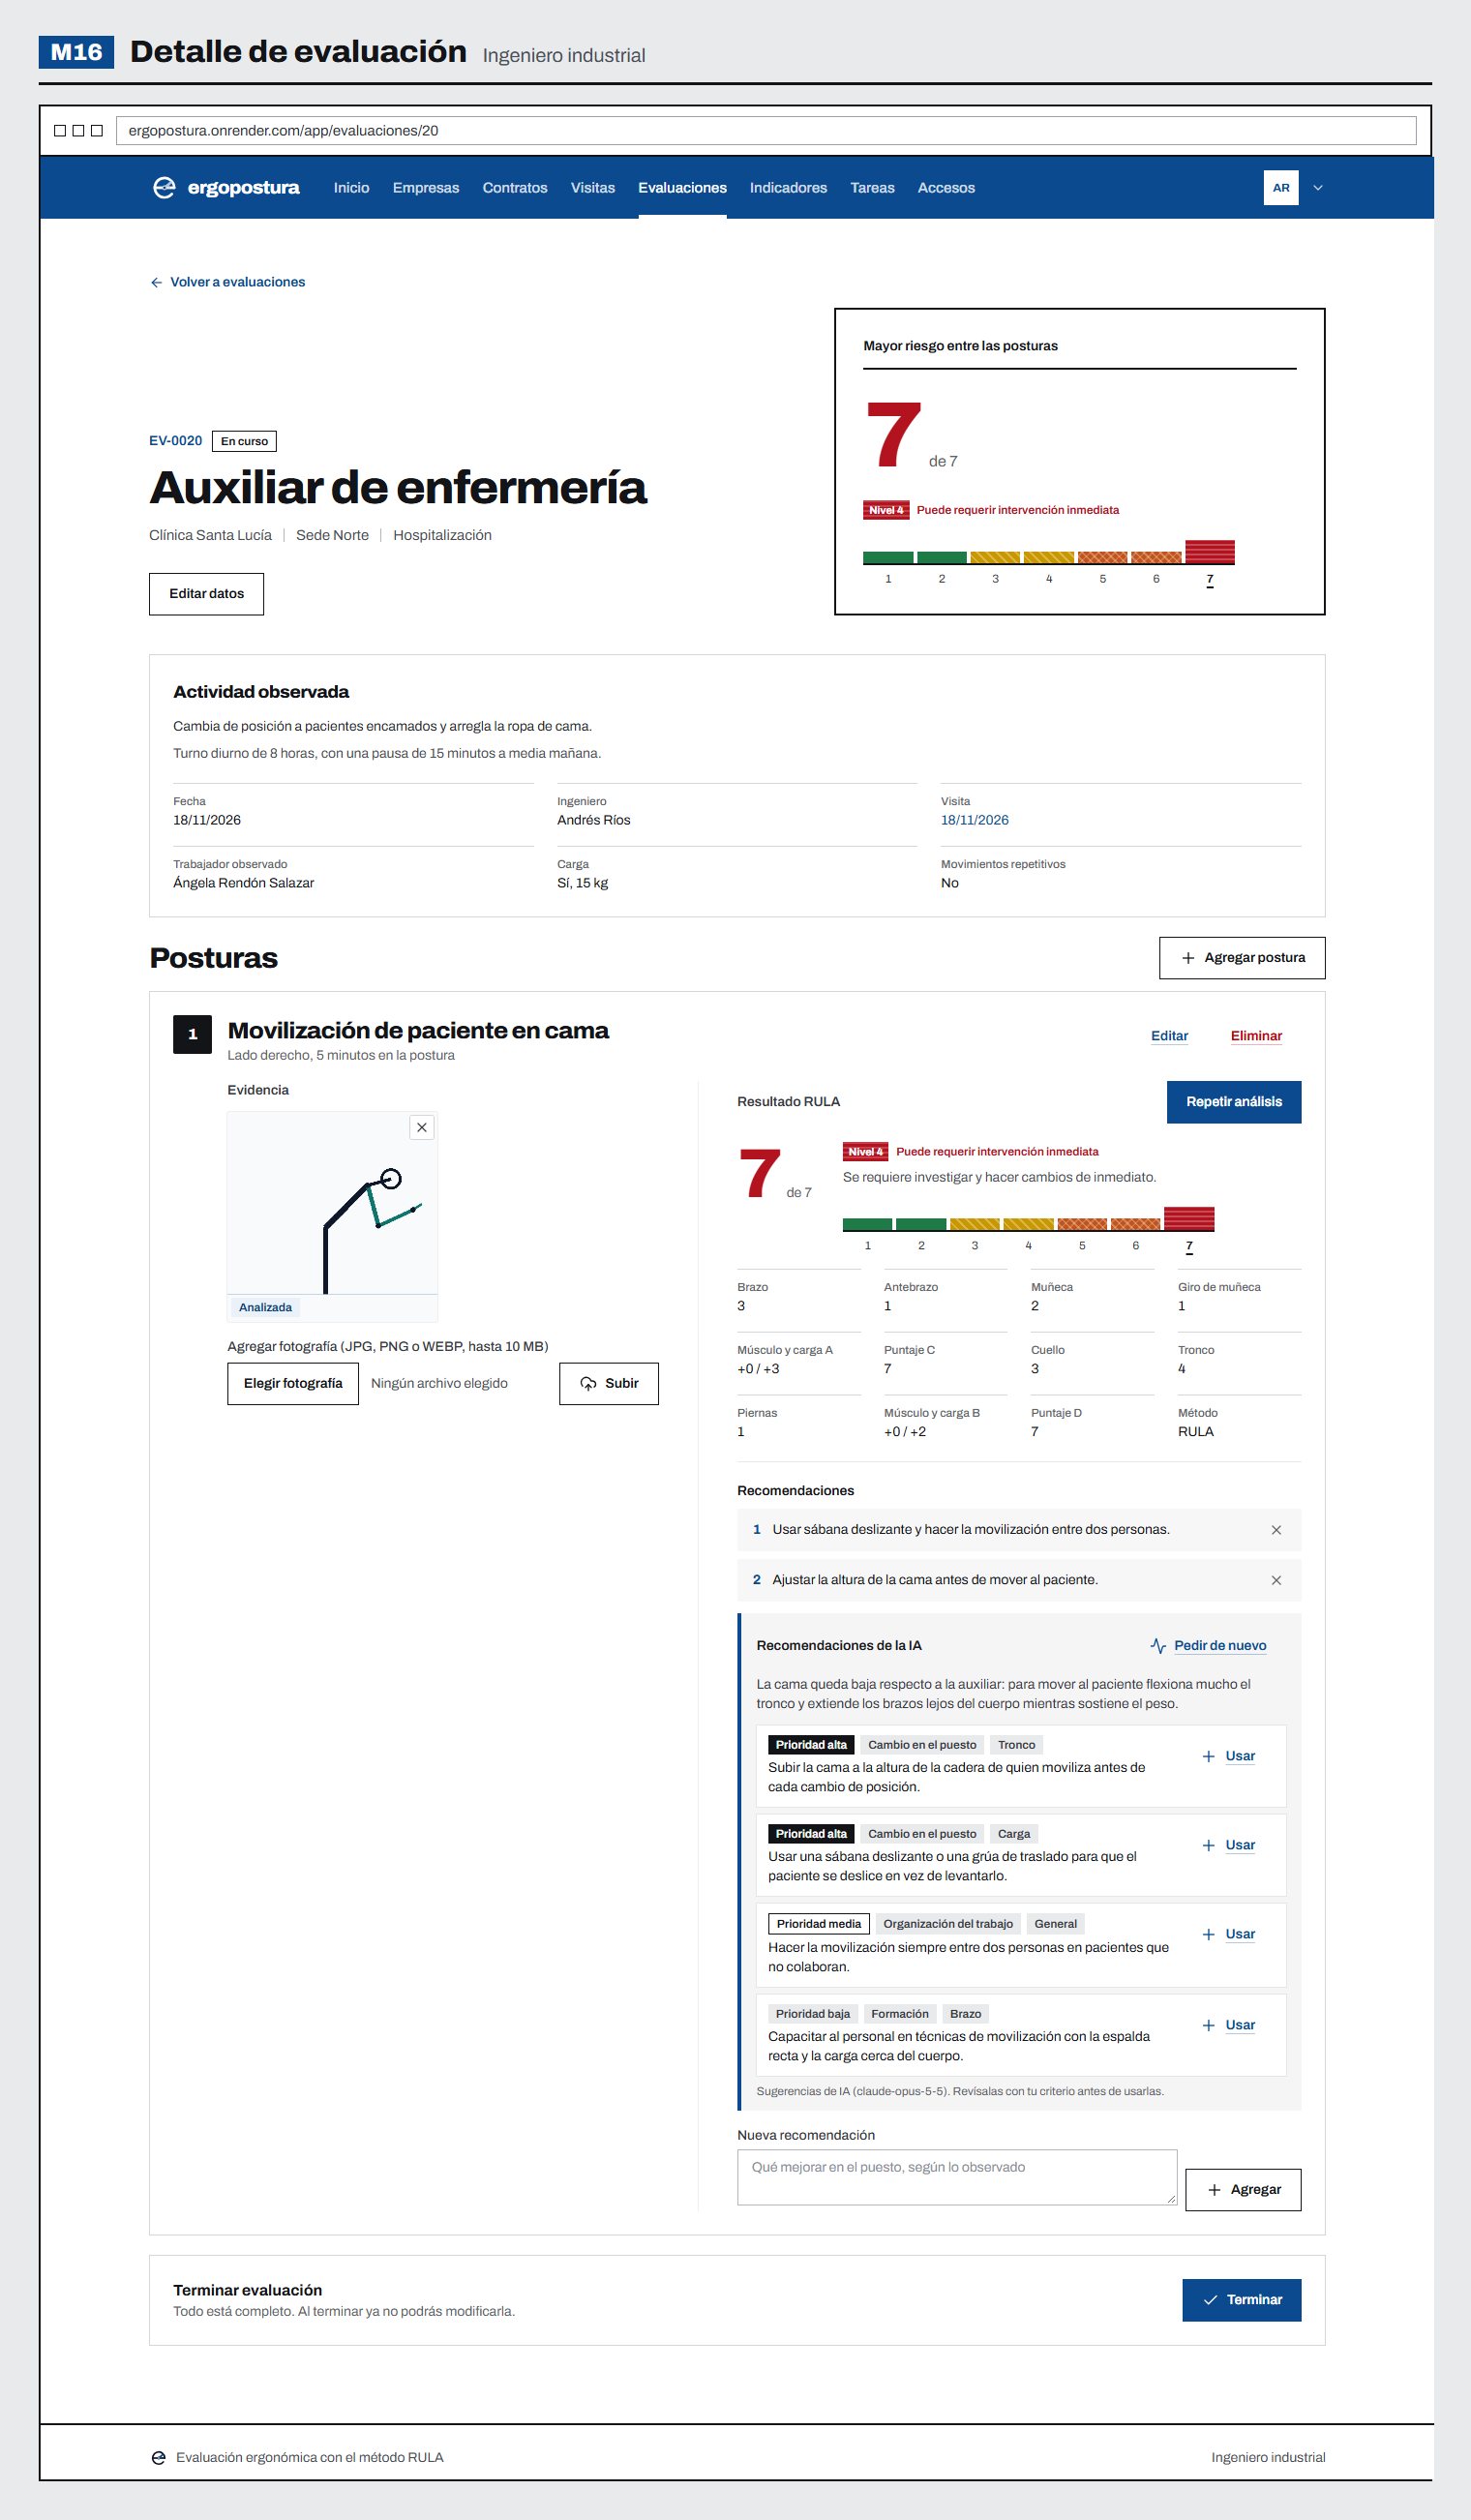 M16 Detalle de evaluación Ingeniero industrial
ergopostura.onrender.com/app/evaluaciones/20
ergopostura Inicio Empresas Contratos Visitas Evaluaciones Indicadores Tareas Accesos AR
Volver a evaluaciones
EV-0020 En curso
Auxiliar de enfermería
Clínica Santa Lucía | Sede Norte | Hospitalización
Editar datos
Mayor riesgo entre las posturas
7 de 7
Nivel 4 Puede requerir intervención inmediata
1 2 3 4 5 6 7
Actividad observada
Cambia de posición a pacientes encamados y arregla la ropa de cama.
Turno diurno de 8 horas, con una pausa de 15 minutos a media mañana.
Fecha Ingeniero Visita
18/11/2026 Andrés Ríos 18/11/2026
Trabajador observado Carga Movimientos repetitivos
Ángela Rendón Salazar Sí, 15 kg No
Posturas
Agregar postura
1 Movilización de paciente en cama
Lado derecho, 5 minutos en la postura
Editar Eliminar
Evidencia
Analizada
Agregar fotografía (JPG, PNG o WEBP, hasta 10 MB)
Elegir fotografía Ningún archivo elegido Subir
Resultado RULA
Repetir análisis
7 de 7
Nivel 4 Puede requerir intervención inmediata
Se requiere investigar y hacer cambios de inmediato.
1 2 3 4 5 6 7
Brazo Antebrazo Muñeca Giro de muñeca
3 1 2 1
Músculo y carga A Puntaje C Cuello Tronco
+0 / +3 7 3 4
Piernas Músculo y carga B Puntaje D Método
1 +0 / +2 7 RULA
Recomendaciones
1 Usar sábana deslizante y hacer la movilización entre dos personas.
2 Ajustar la altura de la cama antes de mover al paciente.
Recomendaciones de la IA Pedir de nuevo
La cama queda baja respecto a la auxiliar: para mover al paciente flexiona mucho el
tronco y extiende los brazos lejos del cuerpo mientras sostiene el peso.
Prioridad alta Cambio en el puesto Tronco
Subir la cama a la altura de la cadera de quien moviliza antes de
cada cambio de posición.
Usar
Prioridad alta Cambio en el puesto Carga
Usar una sábana deslizante o una grúa de traslado para que el
paciente se deslice en vez de levantarlo.
Usar
Prioridad media Organización del trabajo General
Hacer la movilización siempre entre dos personas en pacientes que
no colaboran.
Usar
Prioridad baja Formación Brazo
Capacitar al personal en técnicas de movilización con la espalda
recta y la carga cerca del cuerpo.
Usar
Sugerencias de IA (claude-opus-5-5). Revísalas con tu criterio antes de usarlas.
Nueva recomendación
Qué mejorar en el puesto, según lo observado
Agregar
Terminar evaluación
Todo está completo. Al terminar ya no podrás modificarla.
Terminar
Evaluación ergonómica con el método RULA Ingeniero industrial